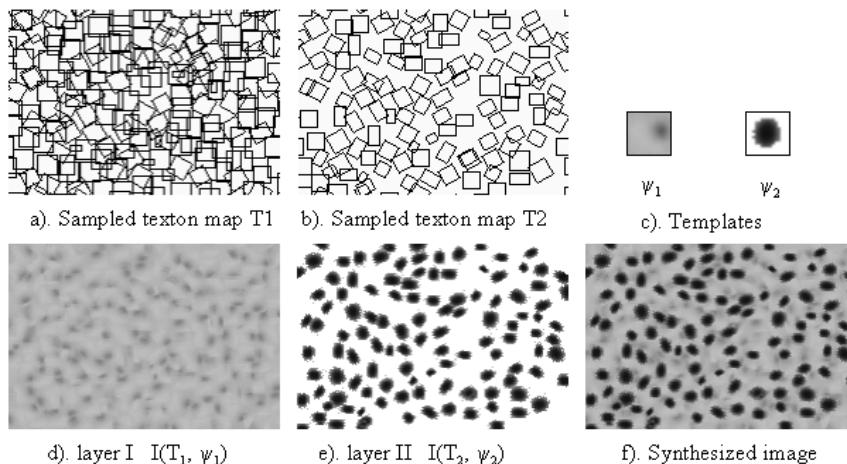 ψ₁ ψ₂
a). Sampled texton map T1 b). Sampled texton map T2 c). Templates
d). layer I I(T₁, ψ₁) e). layer II I(T₂, ψ₂) f). Synthesized image